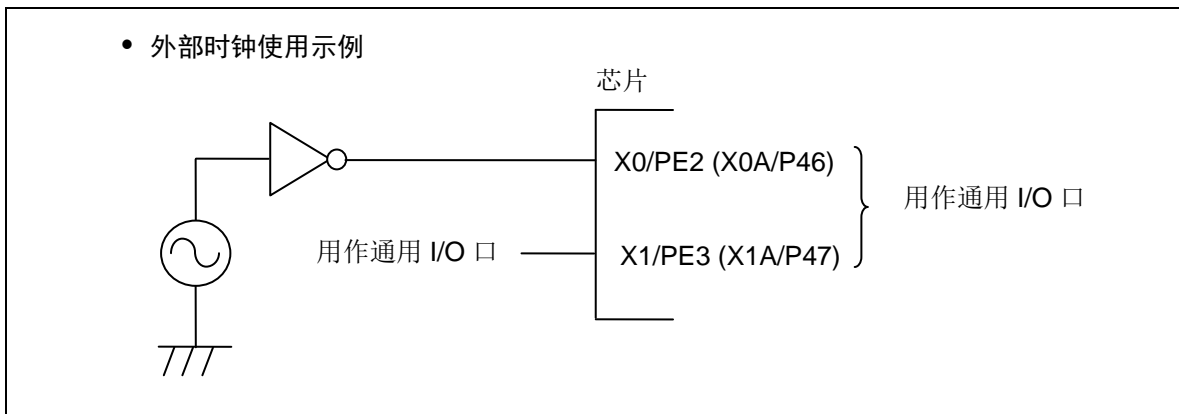 • 外部时钟使用示例
芯片
X0/PE2 (X0A/P46)
用作通用 I/O 口
用作通用 I/O 口
X1/PE3 (X1A/P47)